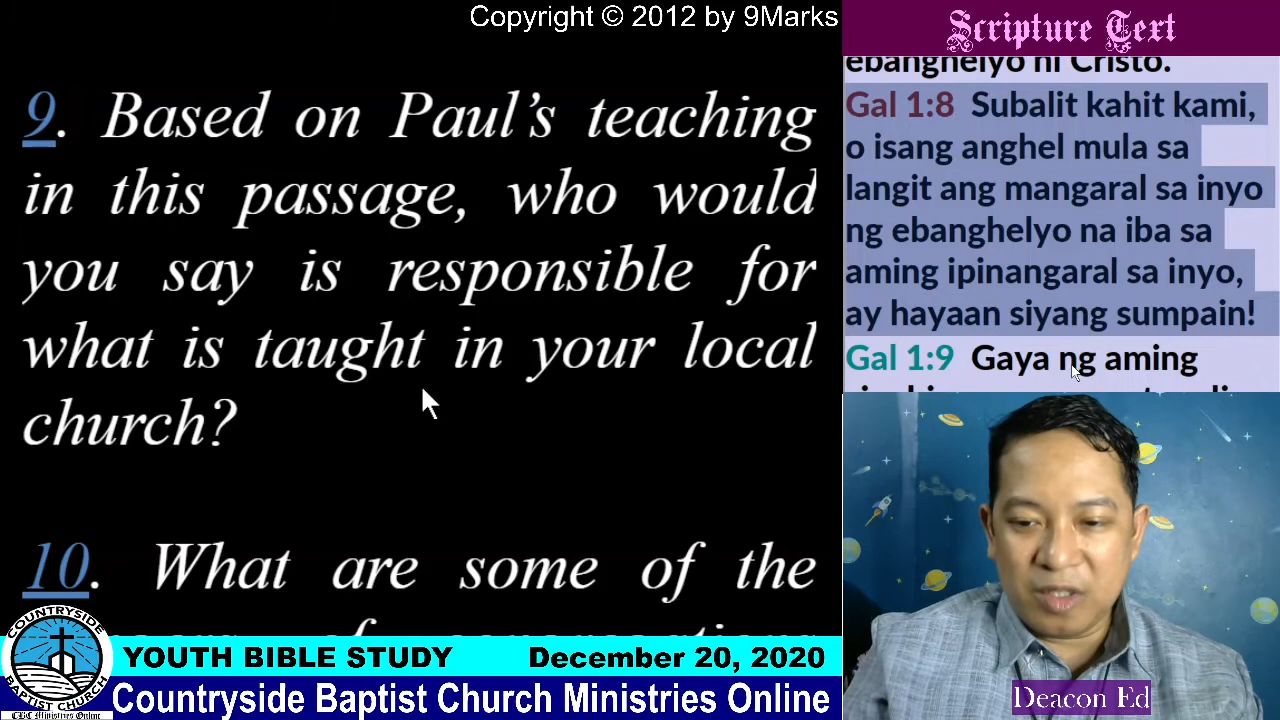 Copyright © 2012 by 9Marks
9. Based on Paul’s teaching
in this passage, who would
you say is responsible for
what is taught in your local
church?
10. What are some of the
Scripture Text
ebanghelyo ni Cristo.
Gal 1:8 Subalit kahit kami,
o isang anghel mula sa
langit ang mangaral sa inyo
ng ebanghelyo na iba sa
aming ipinangaral sa inyo,
ay hayaan siyang sumpain!
Gal 1:9 Gaya ng aming
COUNTRYSIDE
BAPTIST CHURCH
CBC Ministries Online
YOUTH BIBLE STUDY December 20, 2020
Countryside Baptist Church Ministries Online
Deacon Ed